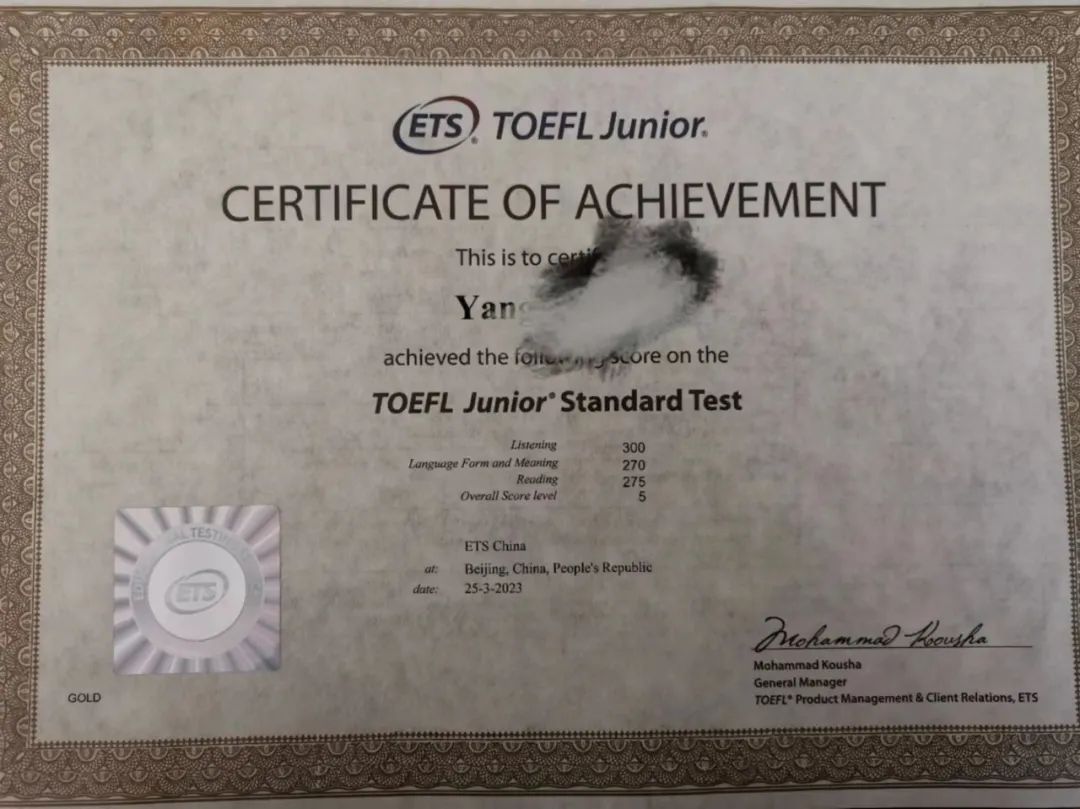 ETS® TOEFL Junior®
CERTIFICATE OF ACHIEVEMENT
This is to
achieved the score on the
TOEFL Junior® Standard Test
Listening 300
Language Form and Meaning 270
Reading 275
Overall Score level 5
ETS China
at: Beijing, China, People's Republic
date: 25-3-2023
ETS
Mohammad Kousha
Mohammad Kousha
General Manager
TOEFL® Product Management & Client Relations, ETS
GOLD